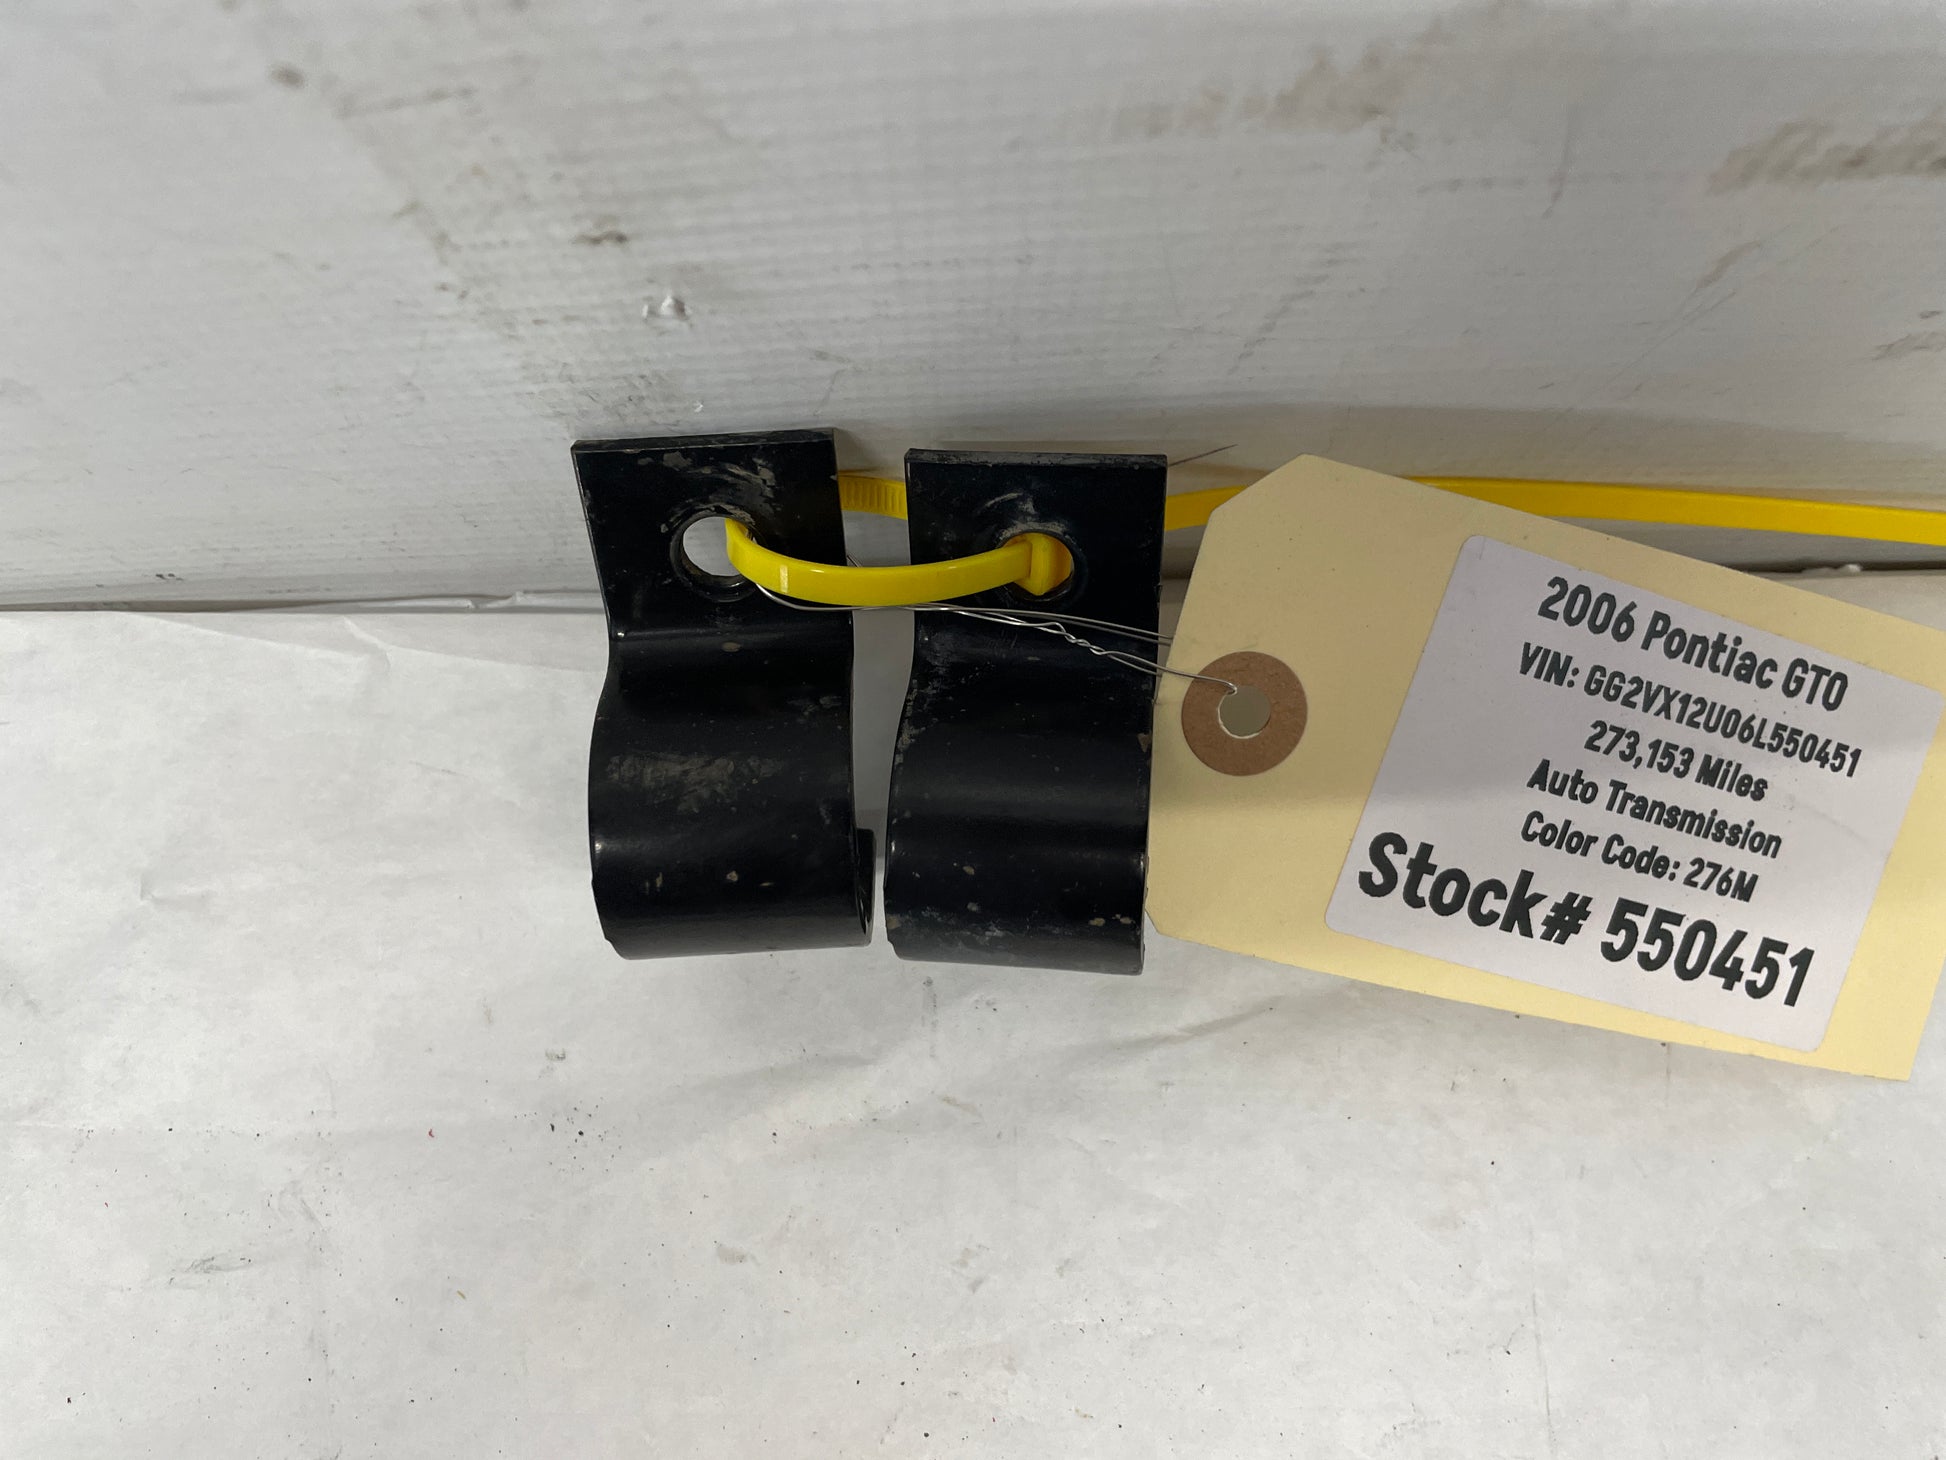 2006 Pontiac GTO
VIN: GG2VX12U06L550451
273,153 Miles
Auto Transmission
Color Code: 276M
Stock# 550451